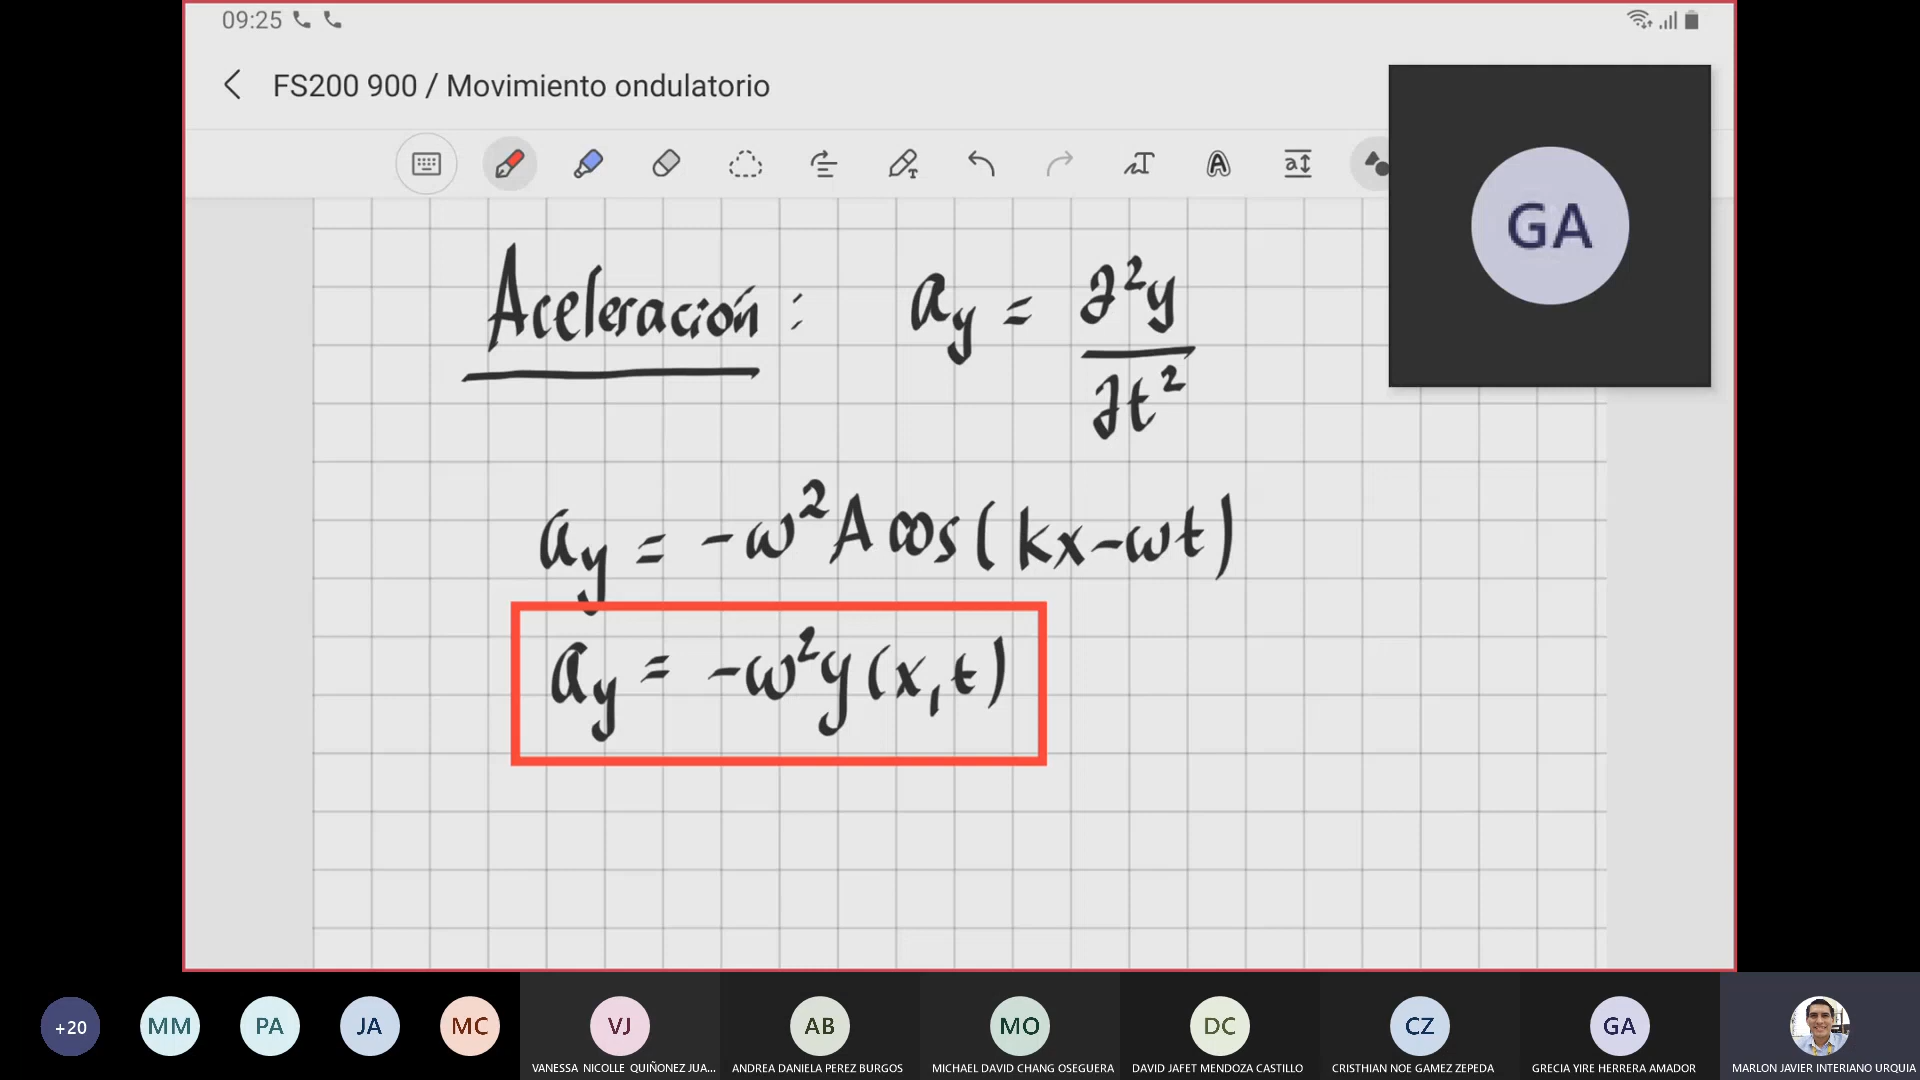 09:25
FS200 900 / Movimiento ondulatorio
GA
Aceleración: a_y = ∂²y / ∂t²
a_y = -ω² A cos(kx-ωt)
a_y = -ω² y(x,t)
+20 MM PA JA MC VJ AB MO DC CZ GA
VANESSA NICOLLE QUIÑONEZ JUA... ANDREA DANIELA PEREZ BURGOS MICHAEL DAVID CHANG OSEGUERA DAVID JAFET MENDOZA CASTILLO CRISTHIAN NOE GAMEZ ZEPEDA GRECIA YIRE HERRERA AMADOR MARLON JAVIER INTERIANO URQUIA